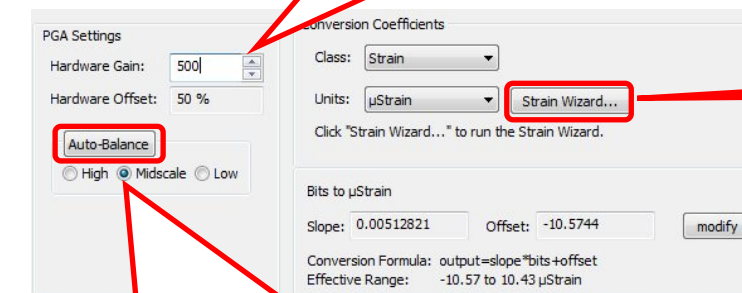 PGA Settings
Hardware Gain: 500
Hardware Offset: 50 %
Auto-Balance
High Midscale Low
Conversion Coefficients
Class: Strain
Units: μStrain Strain Wizard...
Click "Strain Wizard..." to run the Strain Wizard.
Bits to μStrain
Slope: 0.00512821 Offset: -10.5744 modify
Conversion Formula: output=slope*bits+offset
Effective Range: -10.57 to 10.43 μStrain